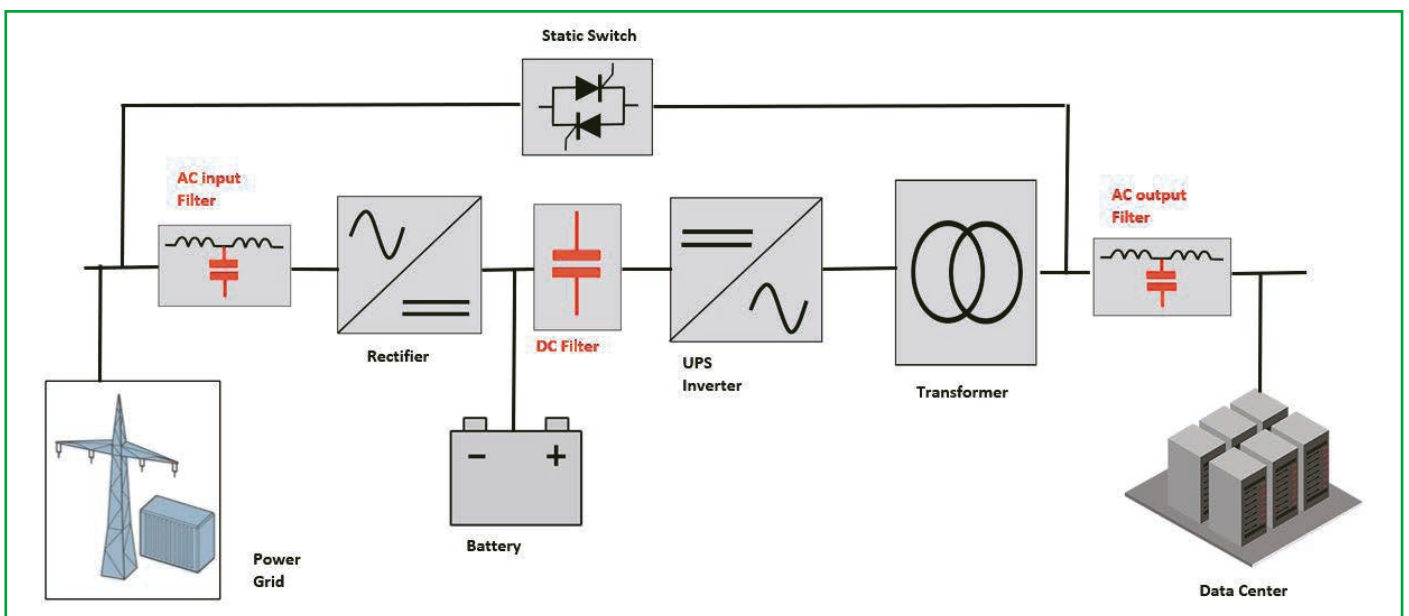 Static Switch
AC input
Filter
AC output
Filter
Rectifier
DC Filter
UPS
Inverter
Transformer
Battery
Power
Grid
Data Center